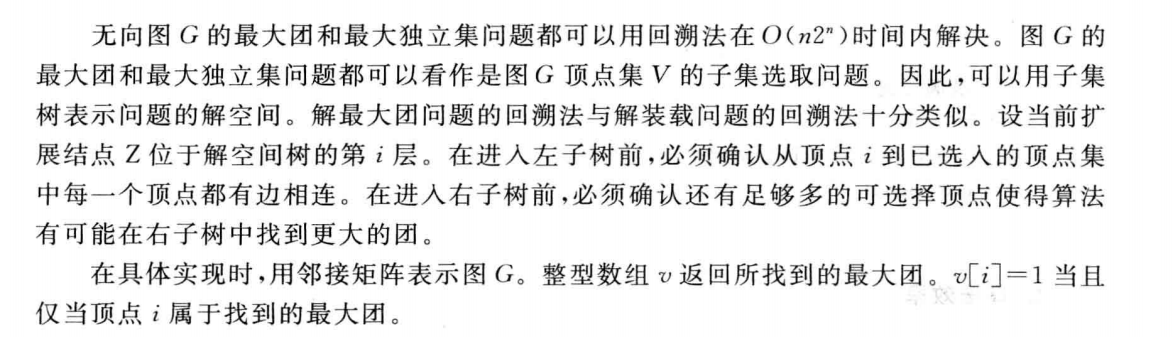 无向图 G 的最大团和最大独立集问题都可以用回溯法在 O(n2ⁿ)时间内解决。图 G 的
最大团和最大独立集问题都可以看作是图 G 顶点集 V 的子集选取问题。因此,可以用子集
树表示问题的解空间。解最大团问题的回溯法与解装载问题的回溯法十分类似。设当前扩
展结点 Z 位于解空间树的第 i 层。在进入左子树前,必须确认从顶点 i 到已选入的顶点集
中每一个顶点都有边相连。在进入右子树前,必须确认还有足够多的可选择顶点使得算法
有可能在右子树中找到更大的团。
在具体实现时,用邻接矩阵表示图 G。整型数组 v 返回所找到的最大团。v[i]=1 当且
仅当顶点 i 属于找到的最大团。